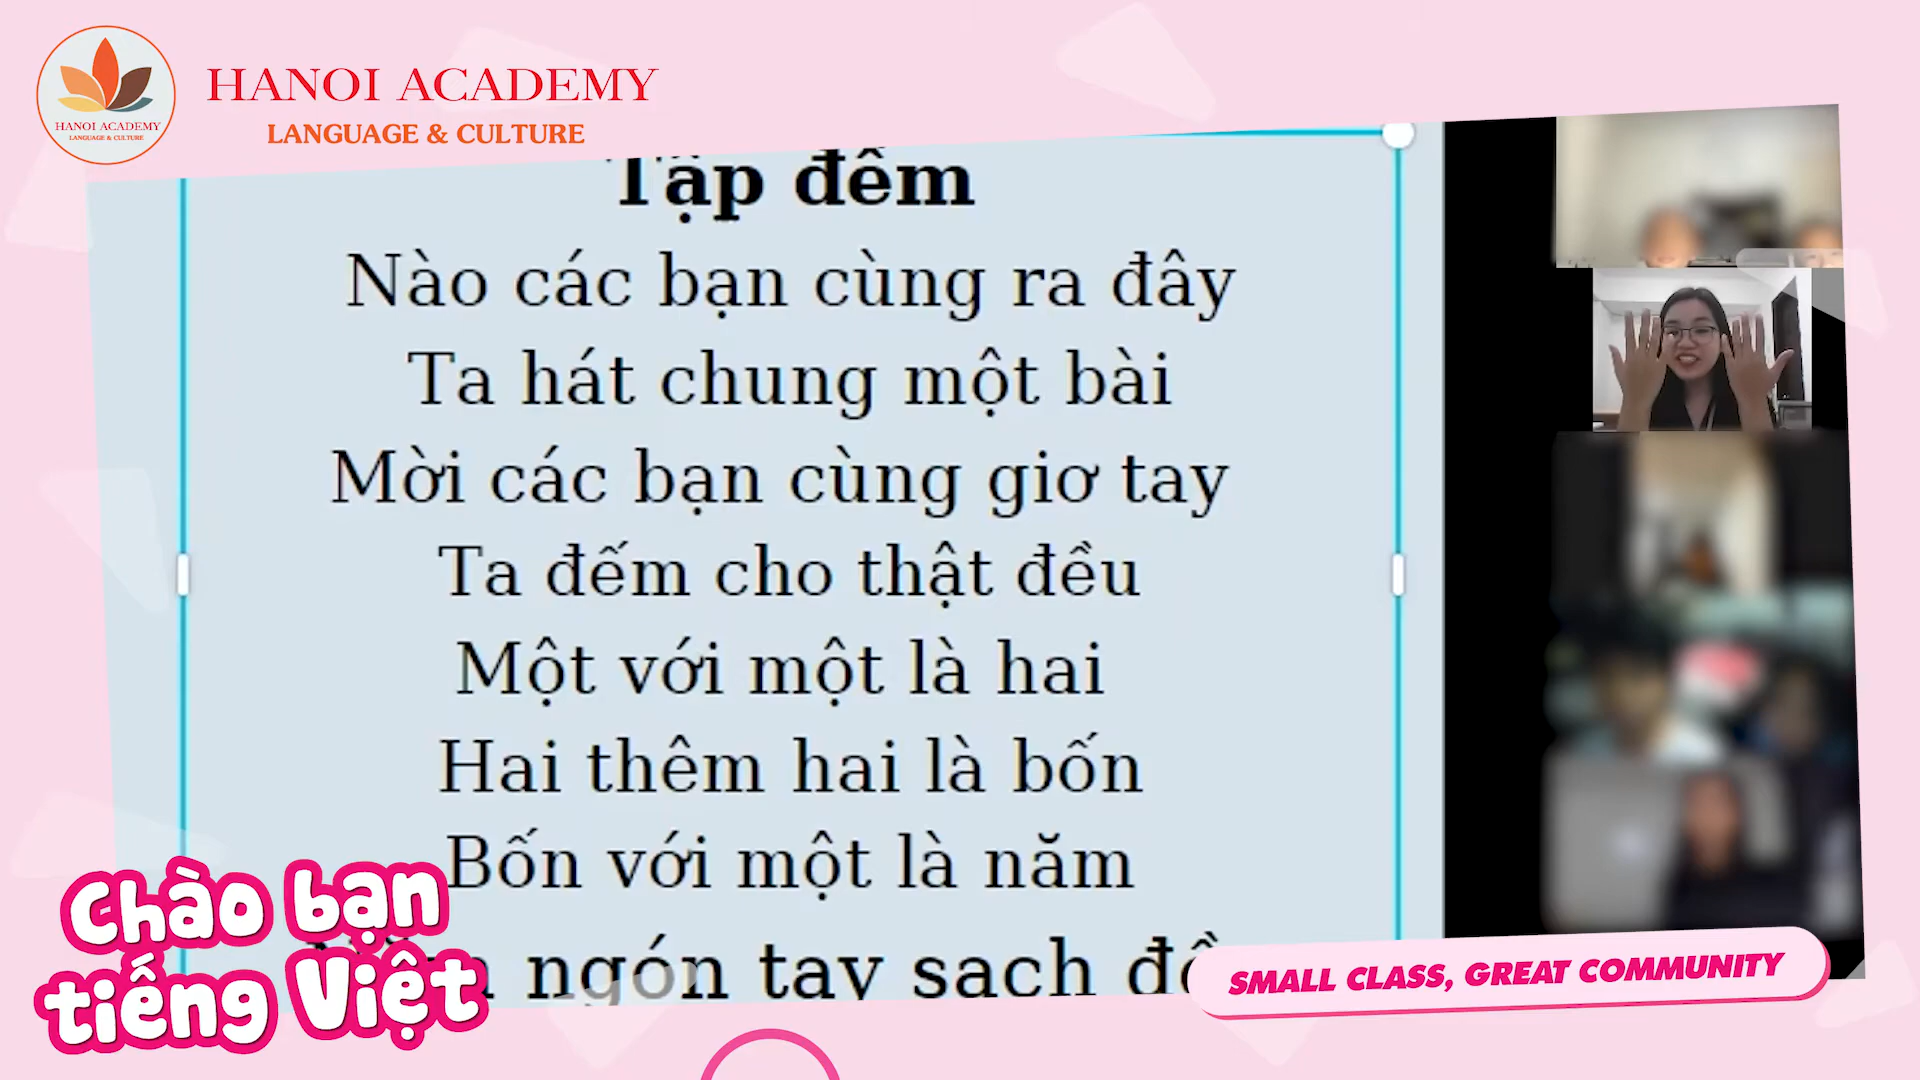 HANOI ACADEMY
LANGUAGE & CULTURE
HANOI ACADEMY
LANGUAGE & CULTURE
Tập đếm
Nào các bạn cùng ra đây
Ta hát chung một bài
Mời các bạn cùng giơ tay
Ta đếm cho thật đều
Một với một là hai
Hai thêm hai là bốn
Bốn với một là năm
ngón tay sạch
Chào bạn
tiếng Việt
SMALL CLASS, GREAT COMMUNITY